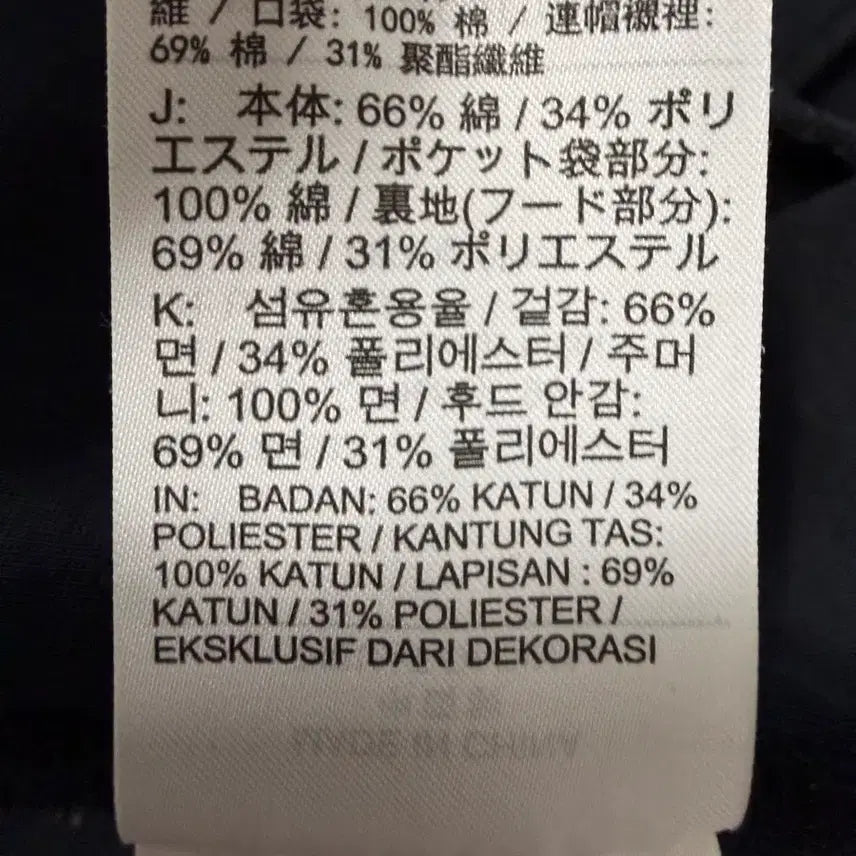 維 / 口袋: 100% 棉 / 連帽襯裡:
69% 棉 / 31% 聚酯纖維
J: 本体: 66% 綿 / 34% ポリ
エステル / ポケット袋部分:
100% 綿 / 裏地(フード部分):
69% 綿 / 31% ポリエステル
K: 섬유혼용율 / 겉감: 66%
면 / 34% 폴리에스터 / 주머
니: 100% 면 / 후드 안감:
69% 면 / 31% 폴리에스터
IN: BADAN: 66% KATUN / 34%
POLIESTER / KANTUNG TAS:
100% KATUN / LAPISAN : 69%
KATUN / 31% POLIESTER /
EKSKLUSIF DARI DEKORASI